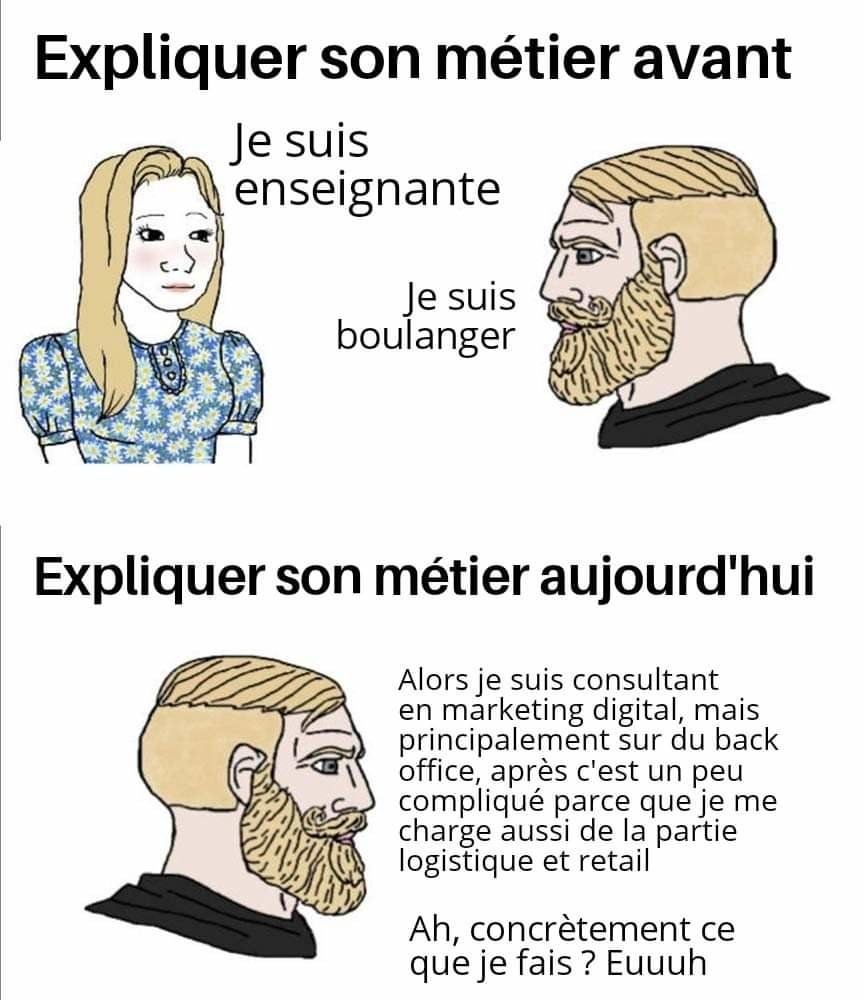 Expliquer son métier avant
Je suis
enseignante
Je suis
boulanger
Expliquer son métier aujourd'hui
Alors je suis consultant
en marketing digital, mais
principalement sur du back
office, après c'est un peu
compliqué parce que je me
charge aussi de la partie
logistique et retail
Ah, concrètement ce
que je fais ? Euuuh